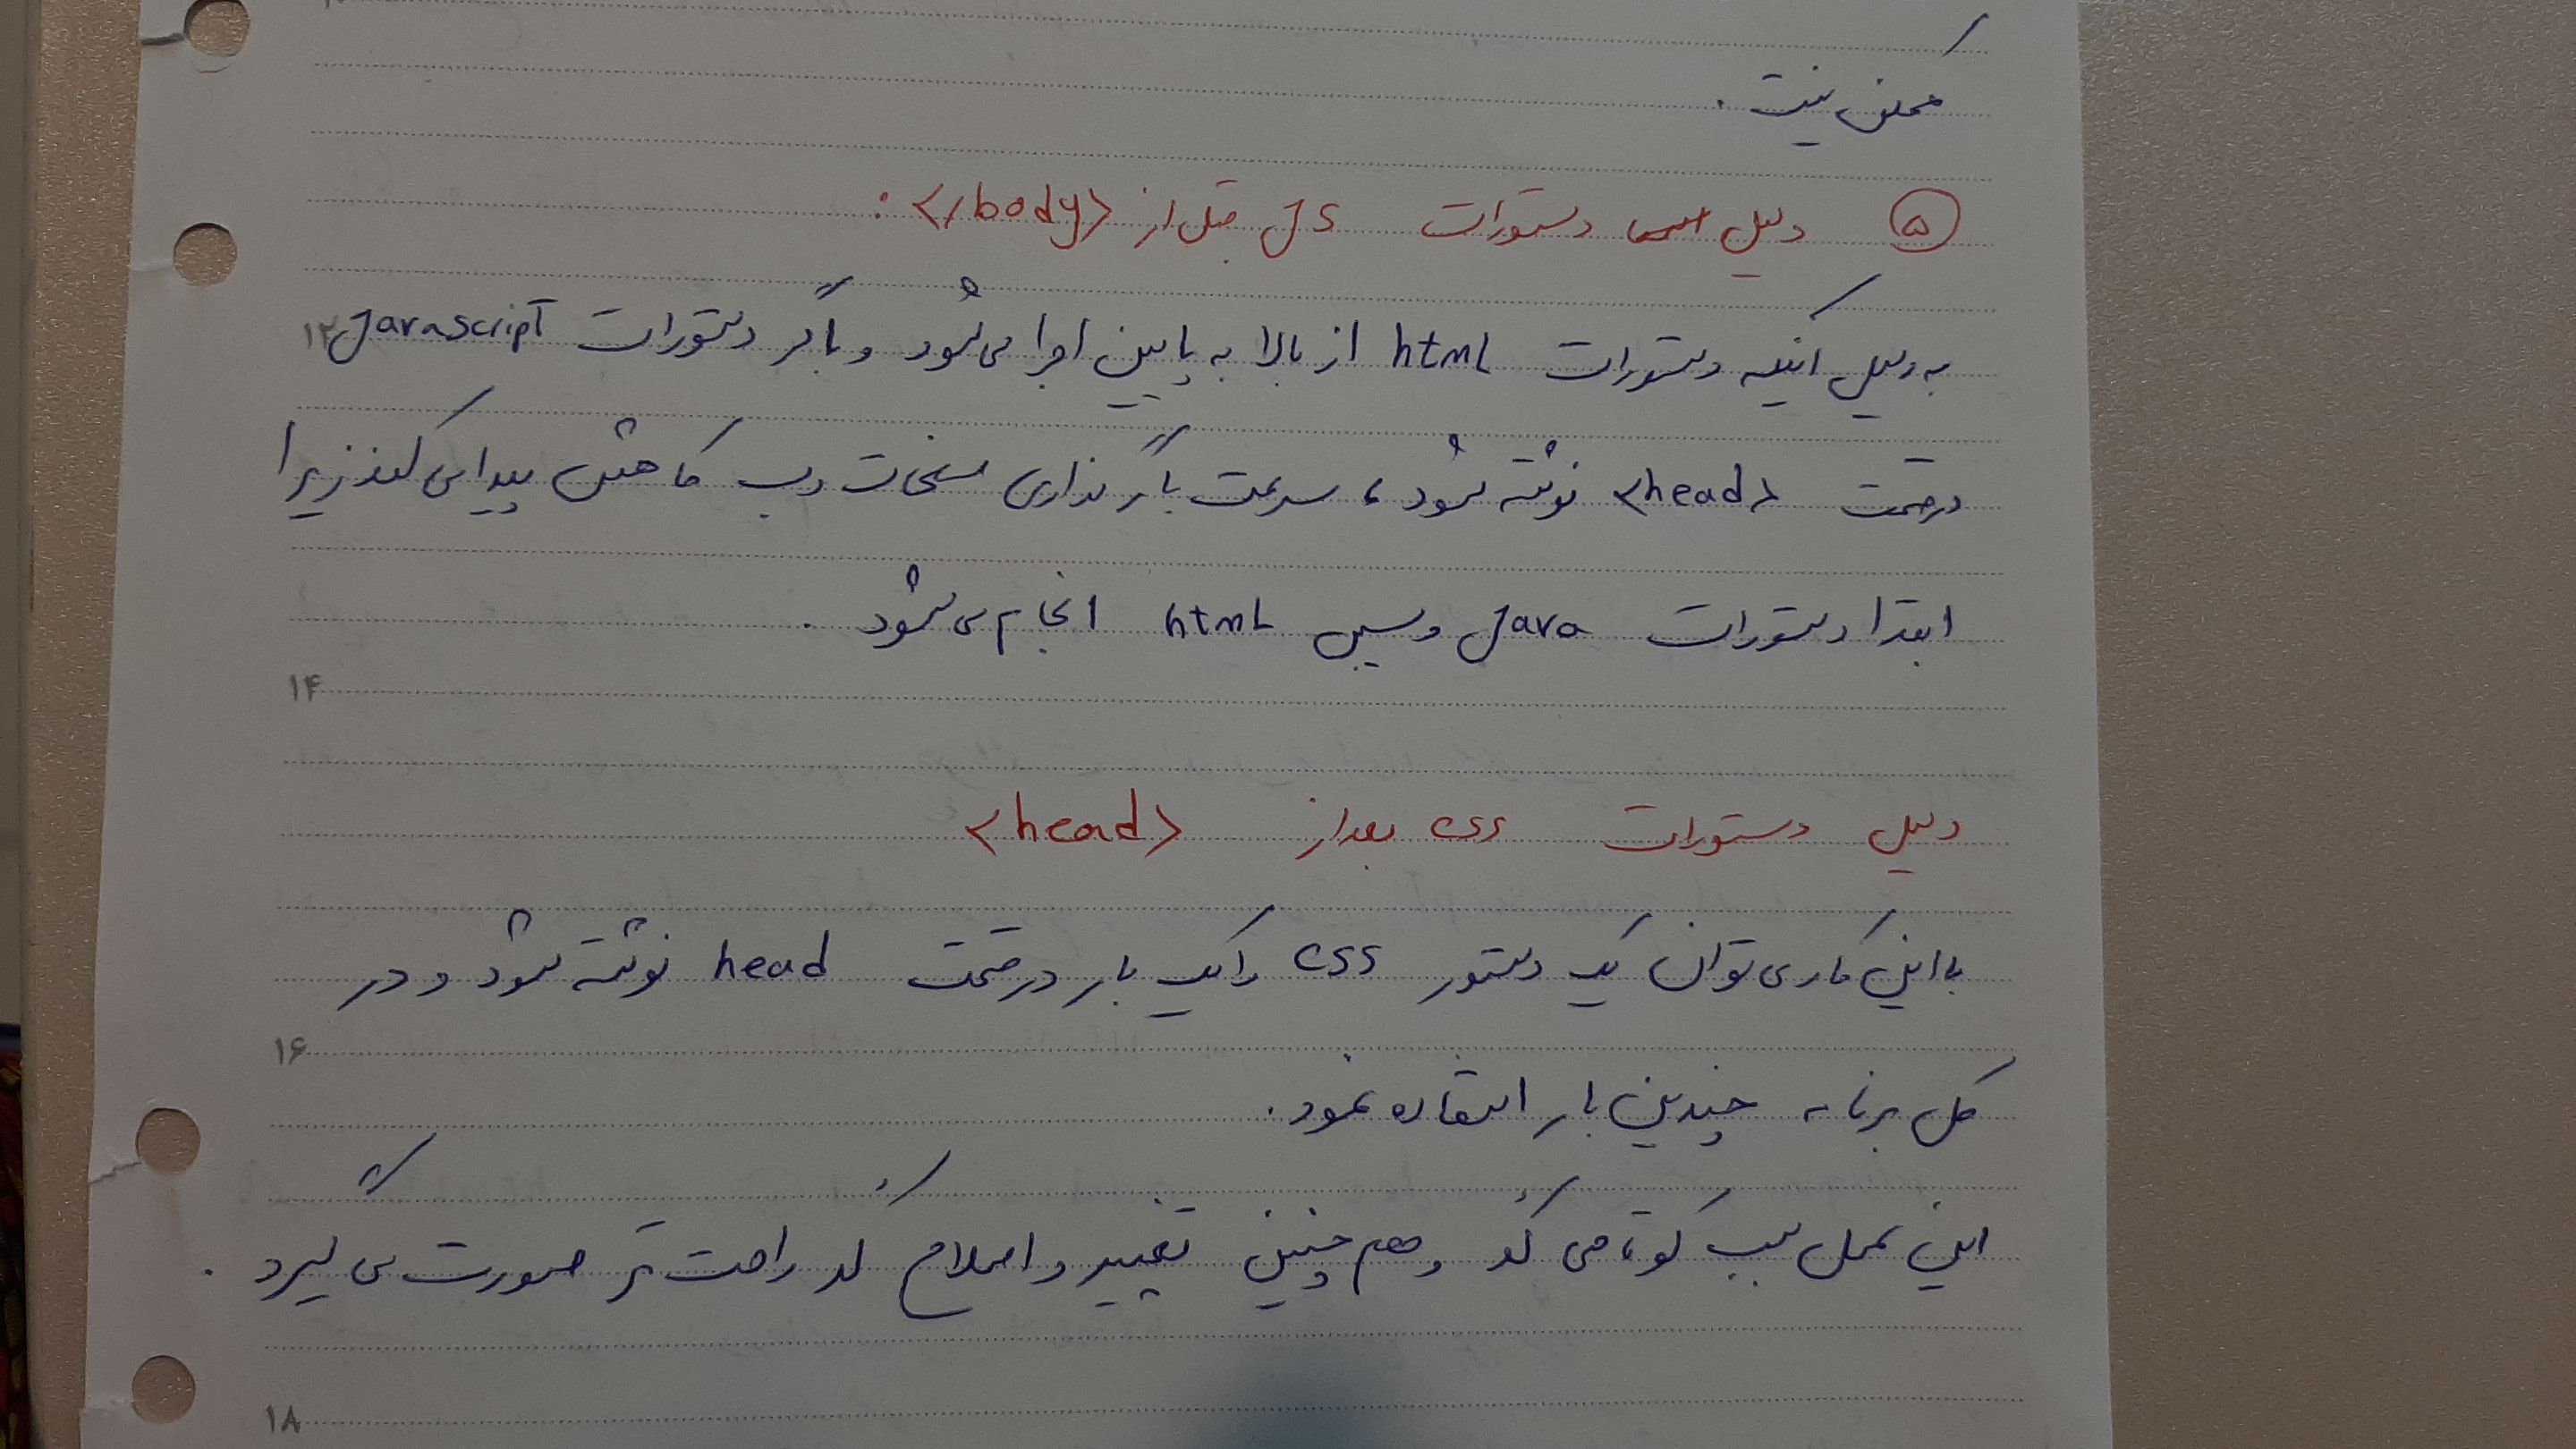 ممکن نیست .
۵ دلیل دستورات JS قبل از <body/> :
به دلیل اینکه دستورات html از بالا به پایین اجرا می شود و اگر دستورات Javascript
۱۲
در قسمت <head> نوشته شود ، سرعت بارگذاری صفحات وب کاهش پیدا می کند زیرا
ابتدا دستورات Java و سپس html انجام می شود .
۱۴
دلیل دستورات css بعد از <head>
با این کار می توان یک دستور css را یک بار در قسمت head نوشته شود و در
۱۶
کل برنامه چندین بار استفاده نمود .
این عمل سبب کوتاهی کد و هم چنین تغییر و اصلاح کد راحت تر صورت می گیرد .
۱۸